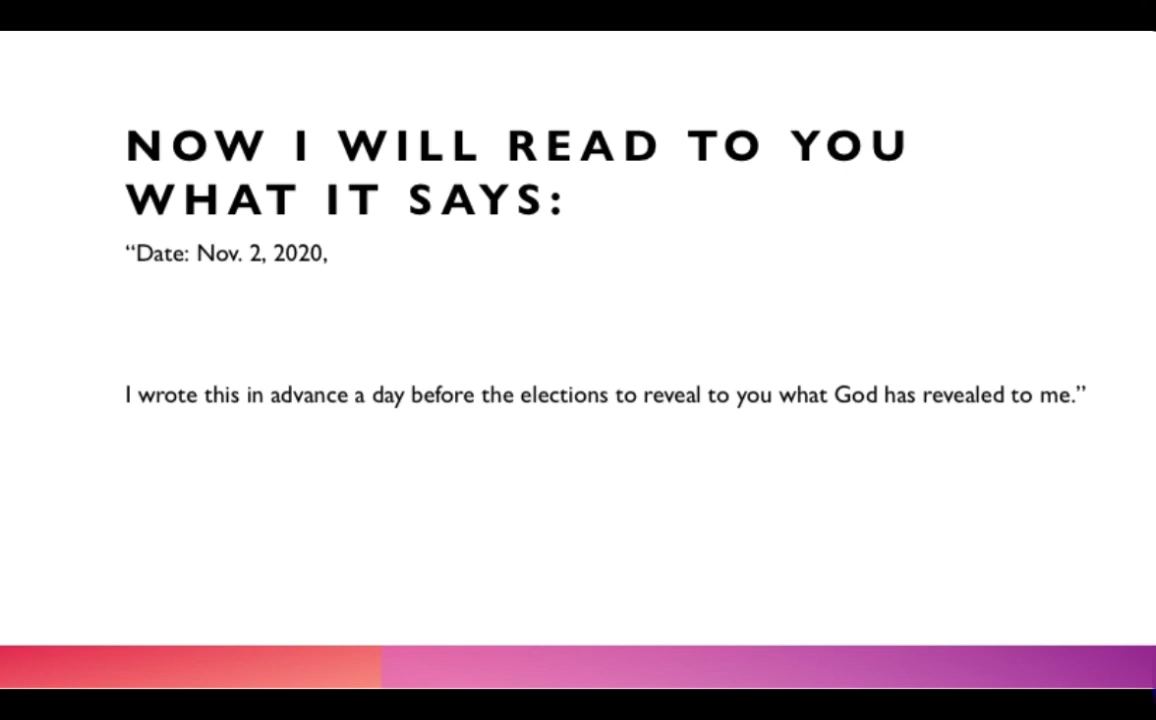 NOW I WILL READ TO YOU
WHAT IT SAYS:
“Date: Nov. 2, 2020,
I wrote this in advance a day before the elections to reveal to you what God has revealed to me.”